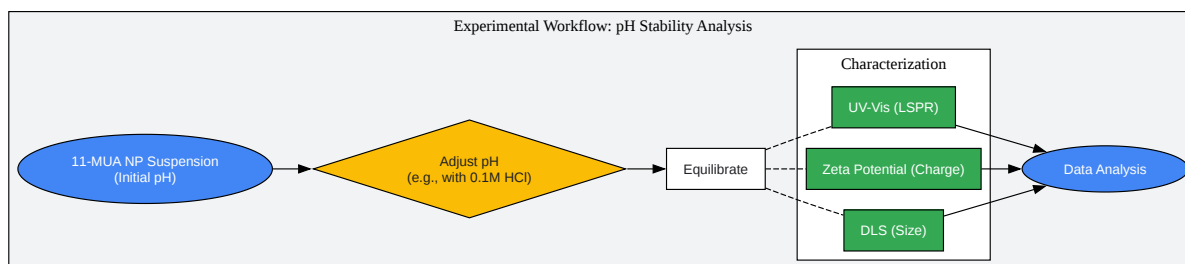 Experimental Workflow: pH Stability Analysis
Characterization
11-MUA NP Suspension
(Initial pH)
Adjust pH
(e.g., with 0.1M HCl)
Equilibrate
UV-Vis (LSPR)
Zeta Potential (Charge)
DLS (Size)
Data Analysis